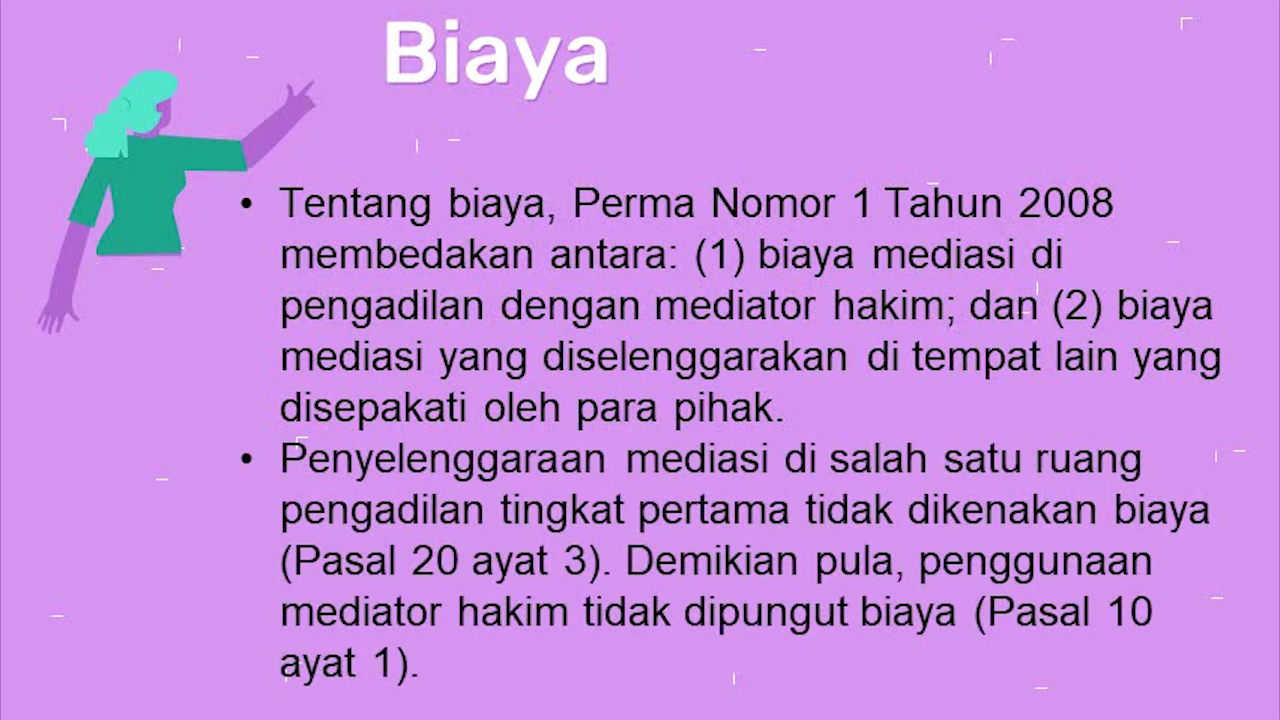 Biaya
• Tentang biaya, Perma Nomor 1 Tahun 2008
membedakan antara: (1) biaya mediasi di
pengadilan dengan mediator hakim; dan (2) biaya
mediasi yang diselenggarakan di tempat lain yang
disepakati oleh para pihak.
• Penyelenggaraan mediasi di salah satu ruang
pengadilan tingkat pertama tidak dikenakan biaya
(Pasal 20 ayat 3). Demikian pula, penggunaan
mediator hakim tidak dipungut biaya (Pasal 10
ayat 1).